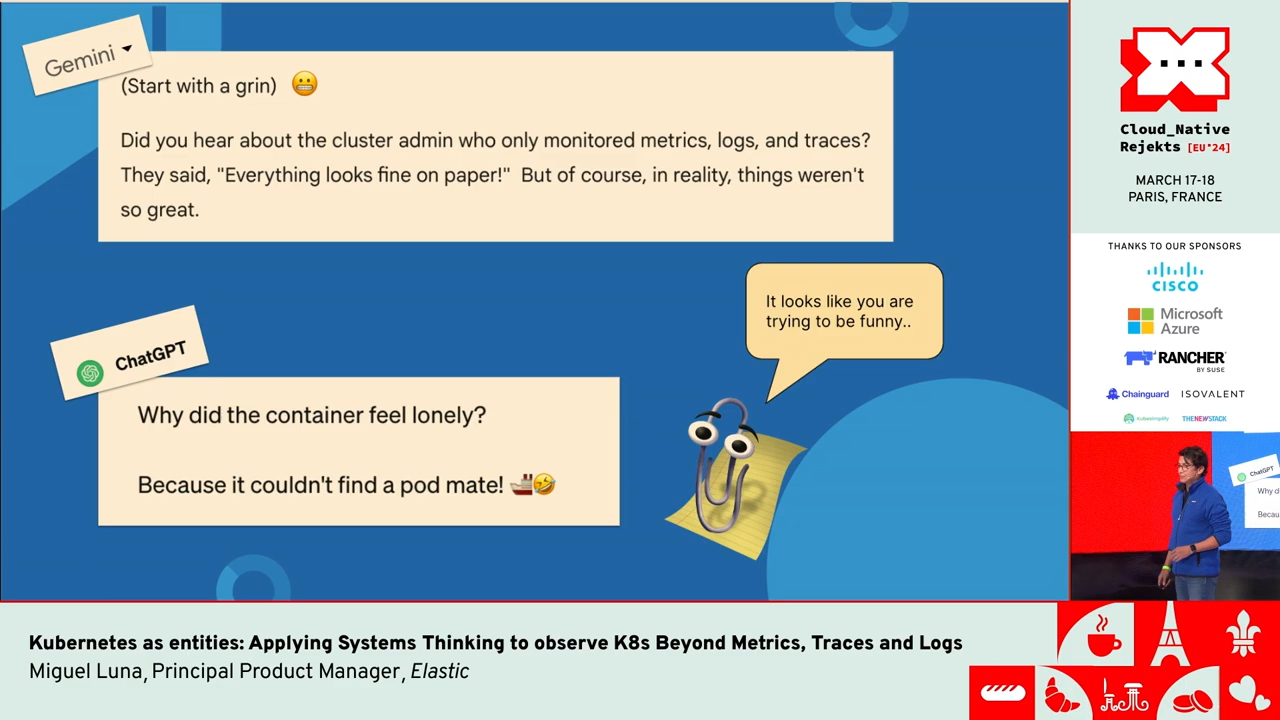 Gemini
(Start with a grin) 😬
Did you hear about the cluster admin who only monitored metrics, logs, and traces?
They said, "Everything looks fine on paper!"  But of course, in reality, things weren't
so great.
It looks like you are
trying to be funny..
ChatGPT
Why did the container feel lonely?
Because it couldn't find a pod mate! 🚢🤣
Cloud_Native
Rejekts [EU'24]
MARCH 17-18
PARIS, FRANCE
THANKS TO OUR SPONSORS
CISCO
Microsoft
Azure
RANCHER
BY SUSE
Chainguard
ISOVALENT
Kubesimplify
THENEWSTACK
ChatGPT
Why d
Becau
Kubernetes as entities: Applying Systems Thinking to observe K8s Beyond Metrics, Traces and Logs
Miguel Luna, Principal Product Manager, Elastic